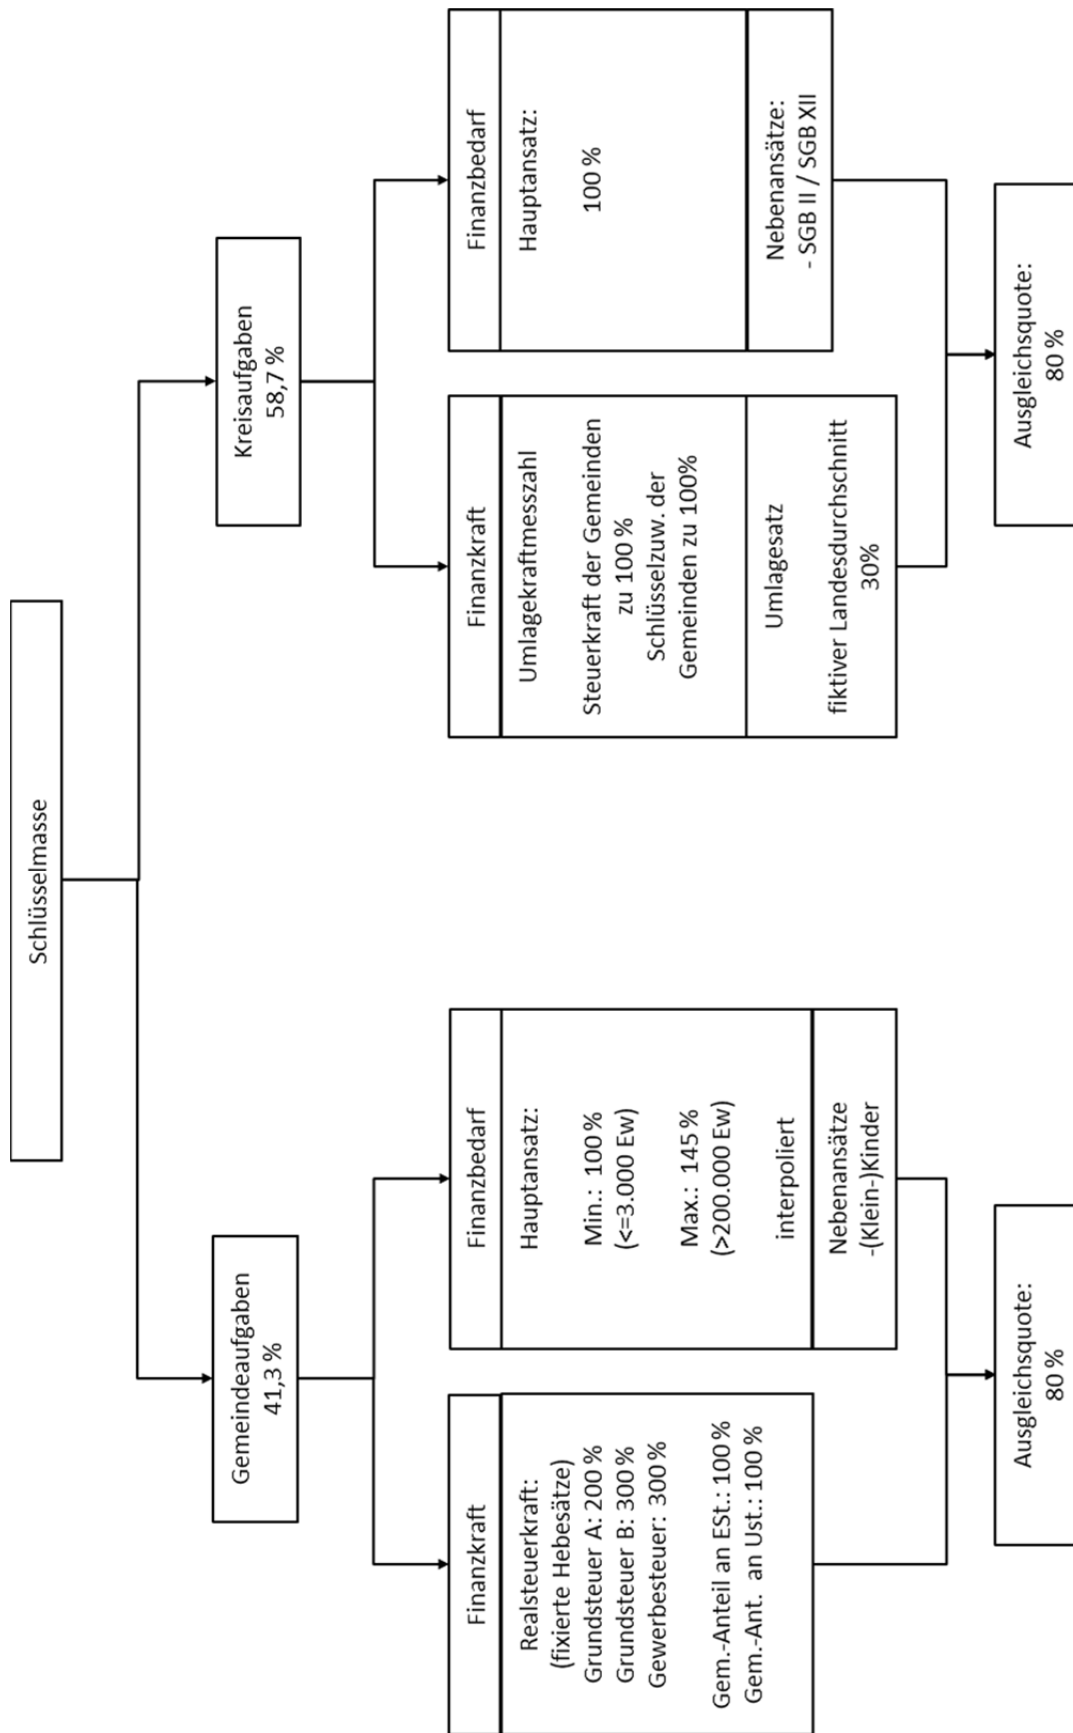 Schlüsselmasse
Gemeindeaufgaben
41,3 %
Kreisaufgaben
58,7 %
Finanzkraft
Realsteuerkraft:
(fixierte Hebesätze)
Grundsteuer A: 200 %
Grundsteuer B: 300 %
Gewerbesteuer: 300 %
Gem.-Anteil an ESt.: 100 %
Gem.-Ant. an Ust.: 100 %
Finanzbedarf
Hauptansatz:
Min.: 100 %
(<=3.000 Ew)
Max.: 145 %
(>200.000 Ew)
interpoliert
Nebenansätze
-(Klein-)Kinder
Finanzkraft
Umlagekraftmesszahl
Steuerkraft der Gemeinden
zu 100 %
Schlüsselzuw. der
Gemeinden zu 100%
Umlagesatz
fiktiver Landesdurchschnitt
30%
Finanzbedarf
Hauptansatz:
100 %
Nebenansätze:
- SGB II / SGB XII
Ausgleichsquote:
80 %
Ausgleichsquote:
80 %